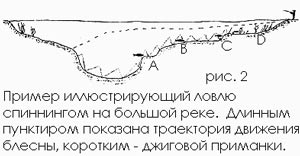 A
B
C
D
рис. 2
Пример иллюстрирующий ловлю
спиннингом на большой реке. Длинным
пунктиром показана траектория движения
блесны, коротким - джиговой приманки.